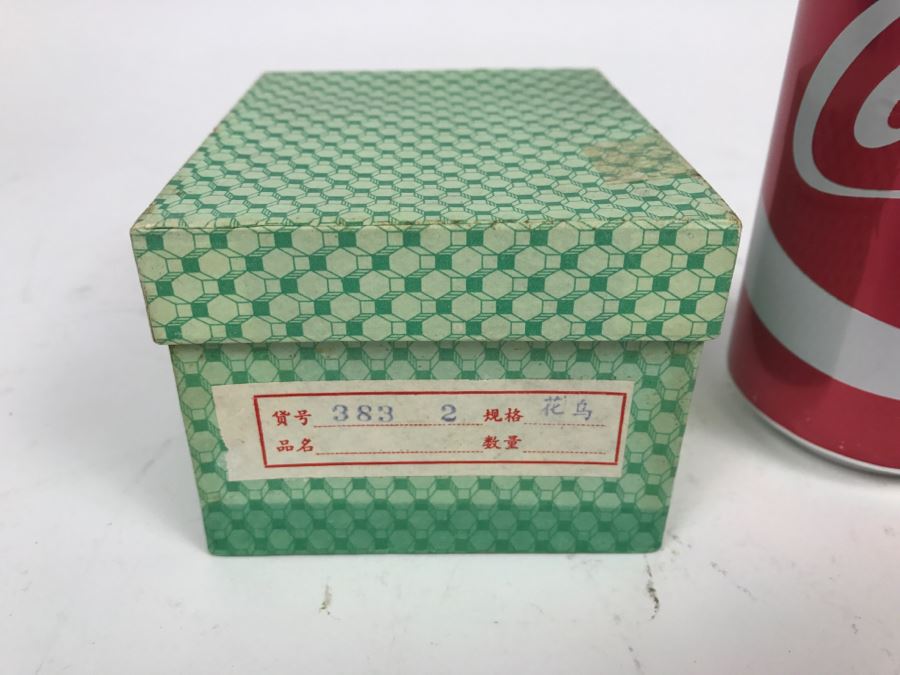 貨号 383 2 规格 花鸟
品名 数量